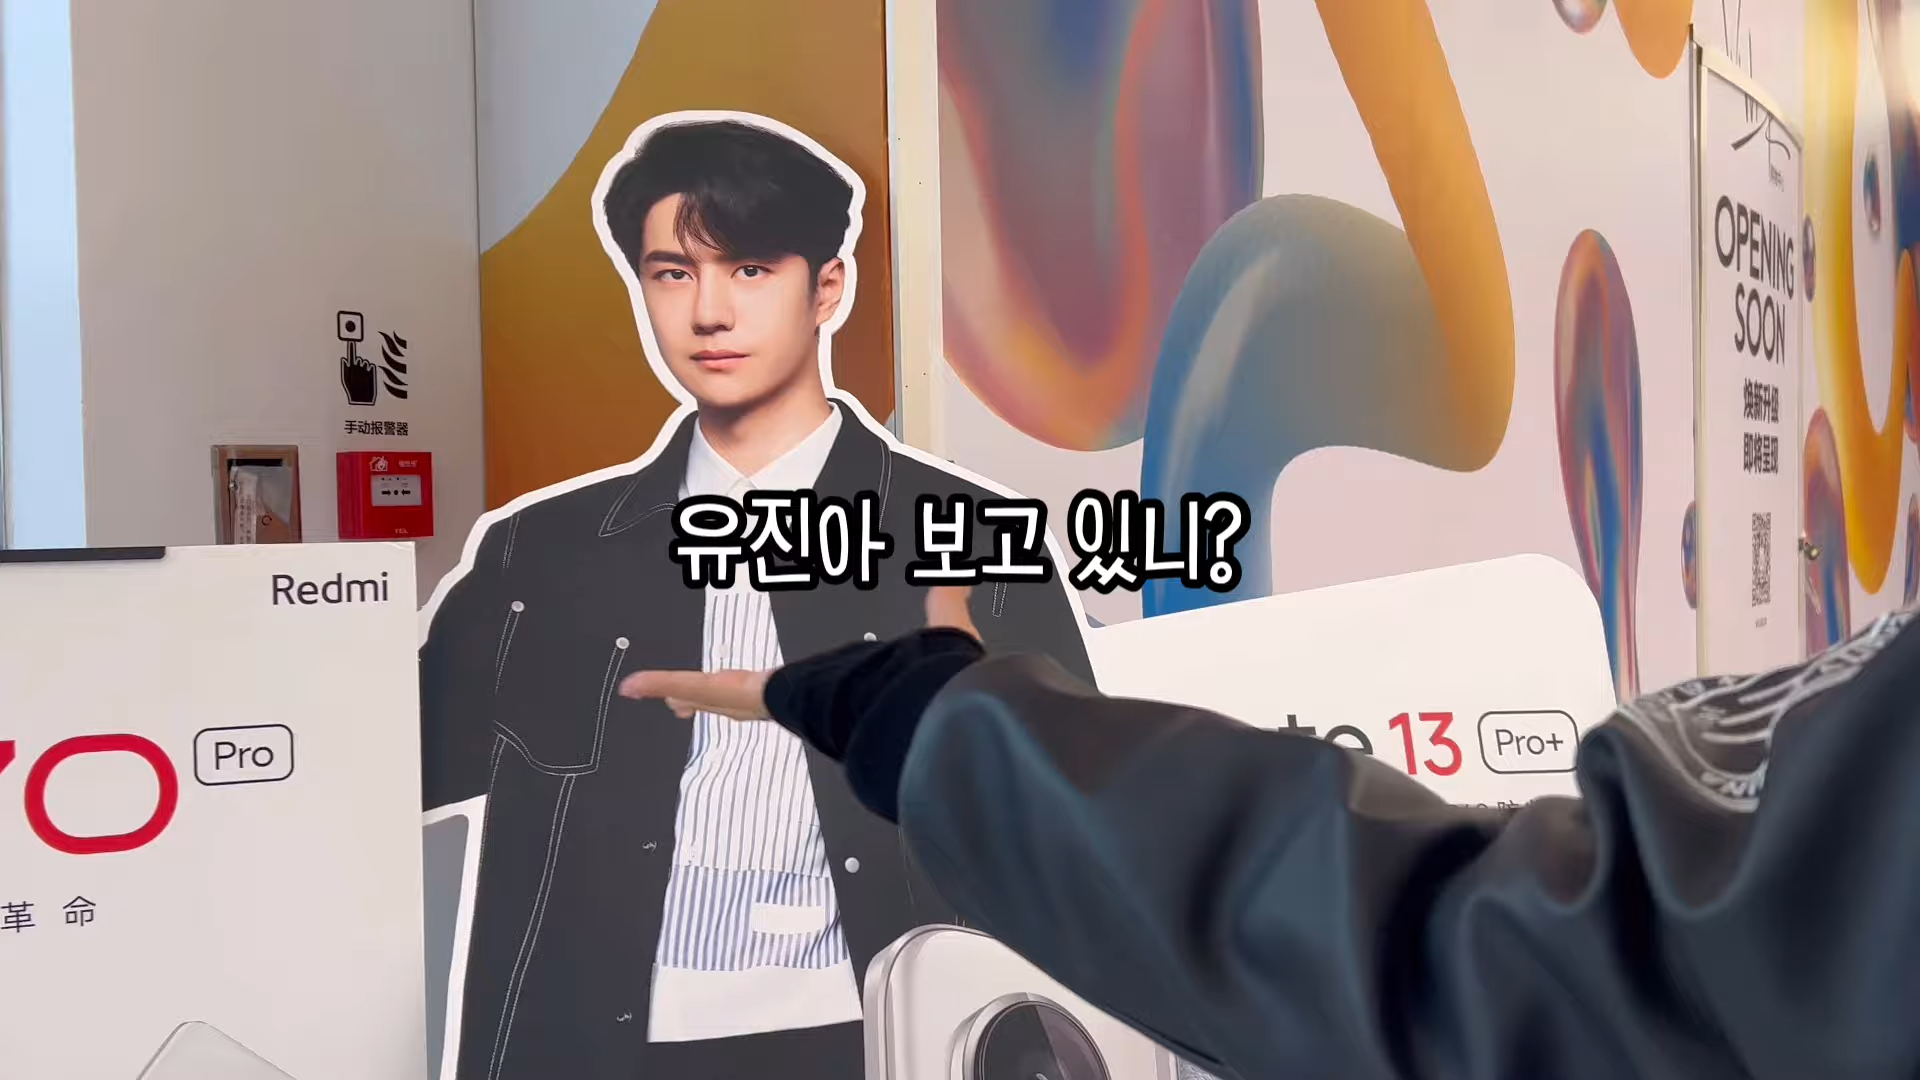 OPENING
SOON
焕新升级
即将呈现
手动报警器
유진아 보고 있니?
Redmi
Pro
革命
13 Pro+